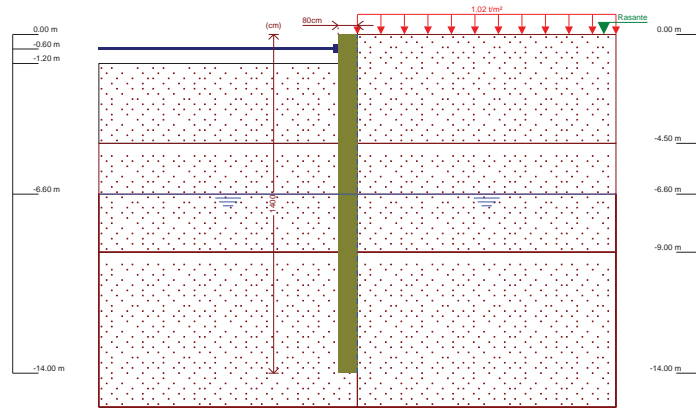 1.02 t/m²
(cm)
80cm
Rasante
0.00 m
-0.60 m
-1.20 m
-6.60 m
-14.00 m
1400
0.00 m
-4.50 m
-6.60 m
-9.00 m
-14.00 m